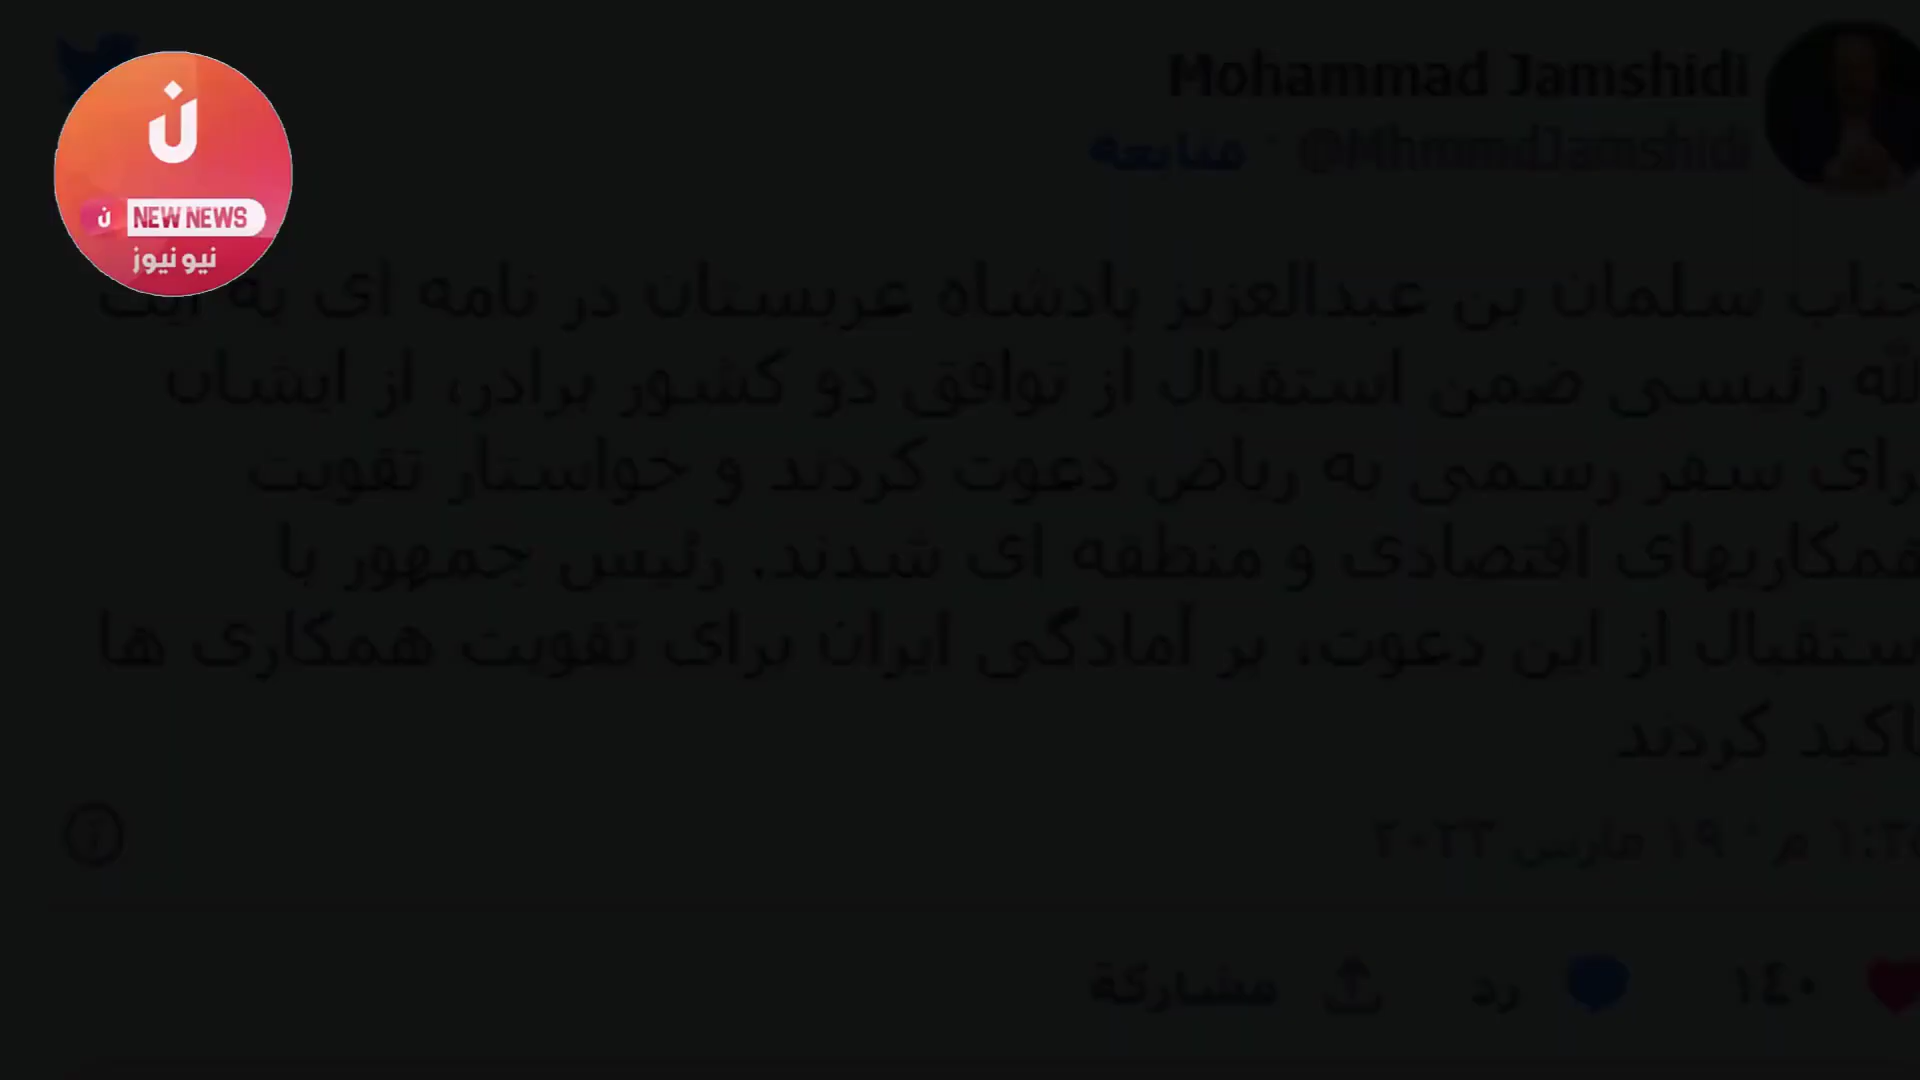 ن
ن NEW NEWS
نيو نيوز
Mohammad Jamshidi
@MhmmdJamshidi · متابعة
جناب سلمان بن عبدالعزیز پادشاه عربستان در نامه ای به آیت
الله رئیسی ضمن استقبال از توافق دو کشور برادر، از ایشان
برای سفر رسمی به ریاض دعوت کردند و خواستار تقویت
همکاریهای اقتصادی و منطقه ای شدند. رئیس جمهور با
استقبال از این دعوت، بر آمادگی ایران برای تقویت همکاری ها
تاکید کردند
م · ١٩ مارس ٢٠٢٣
١٤٠ رد مشاركة